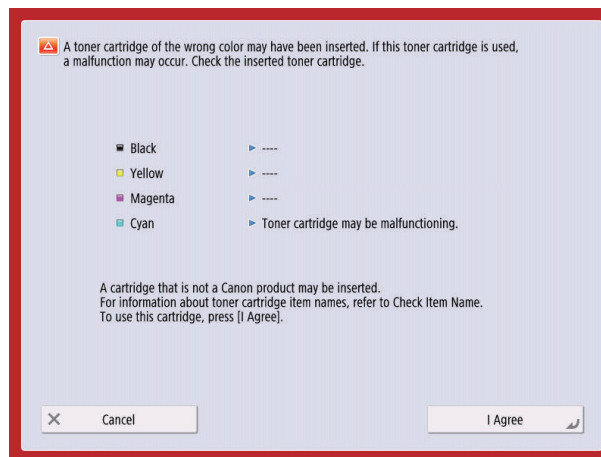 A toner cartridge of the wrong color may have been inserted. If this toner cartridge is used,
a malfunction may occur. Check the inserted toner cartridge.
Black ----
Yellow ----
Magenta ----
Cyan Toner cartridge may be malfunctioning.
A cartridge that is not a Canon product may be inserted.
For information about toner cartridge item names, refer to Check Item Name.
To use this cartridge, press [I Agree].
Cancel I Agree